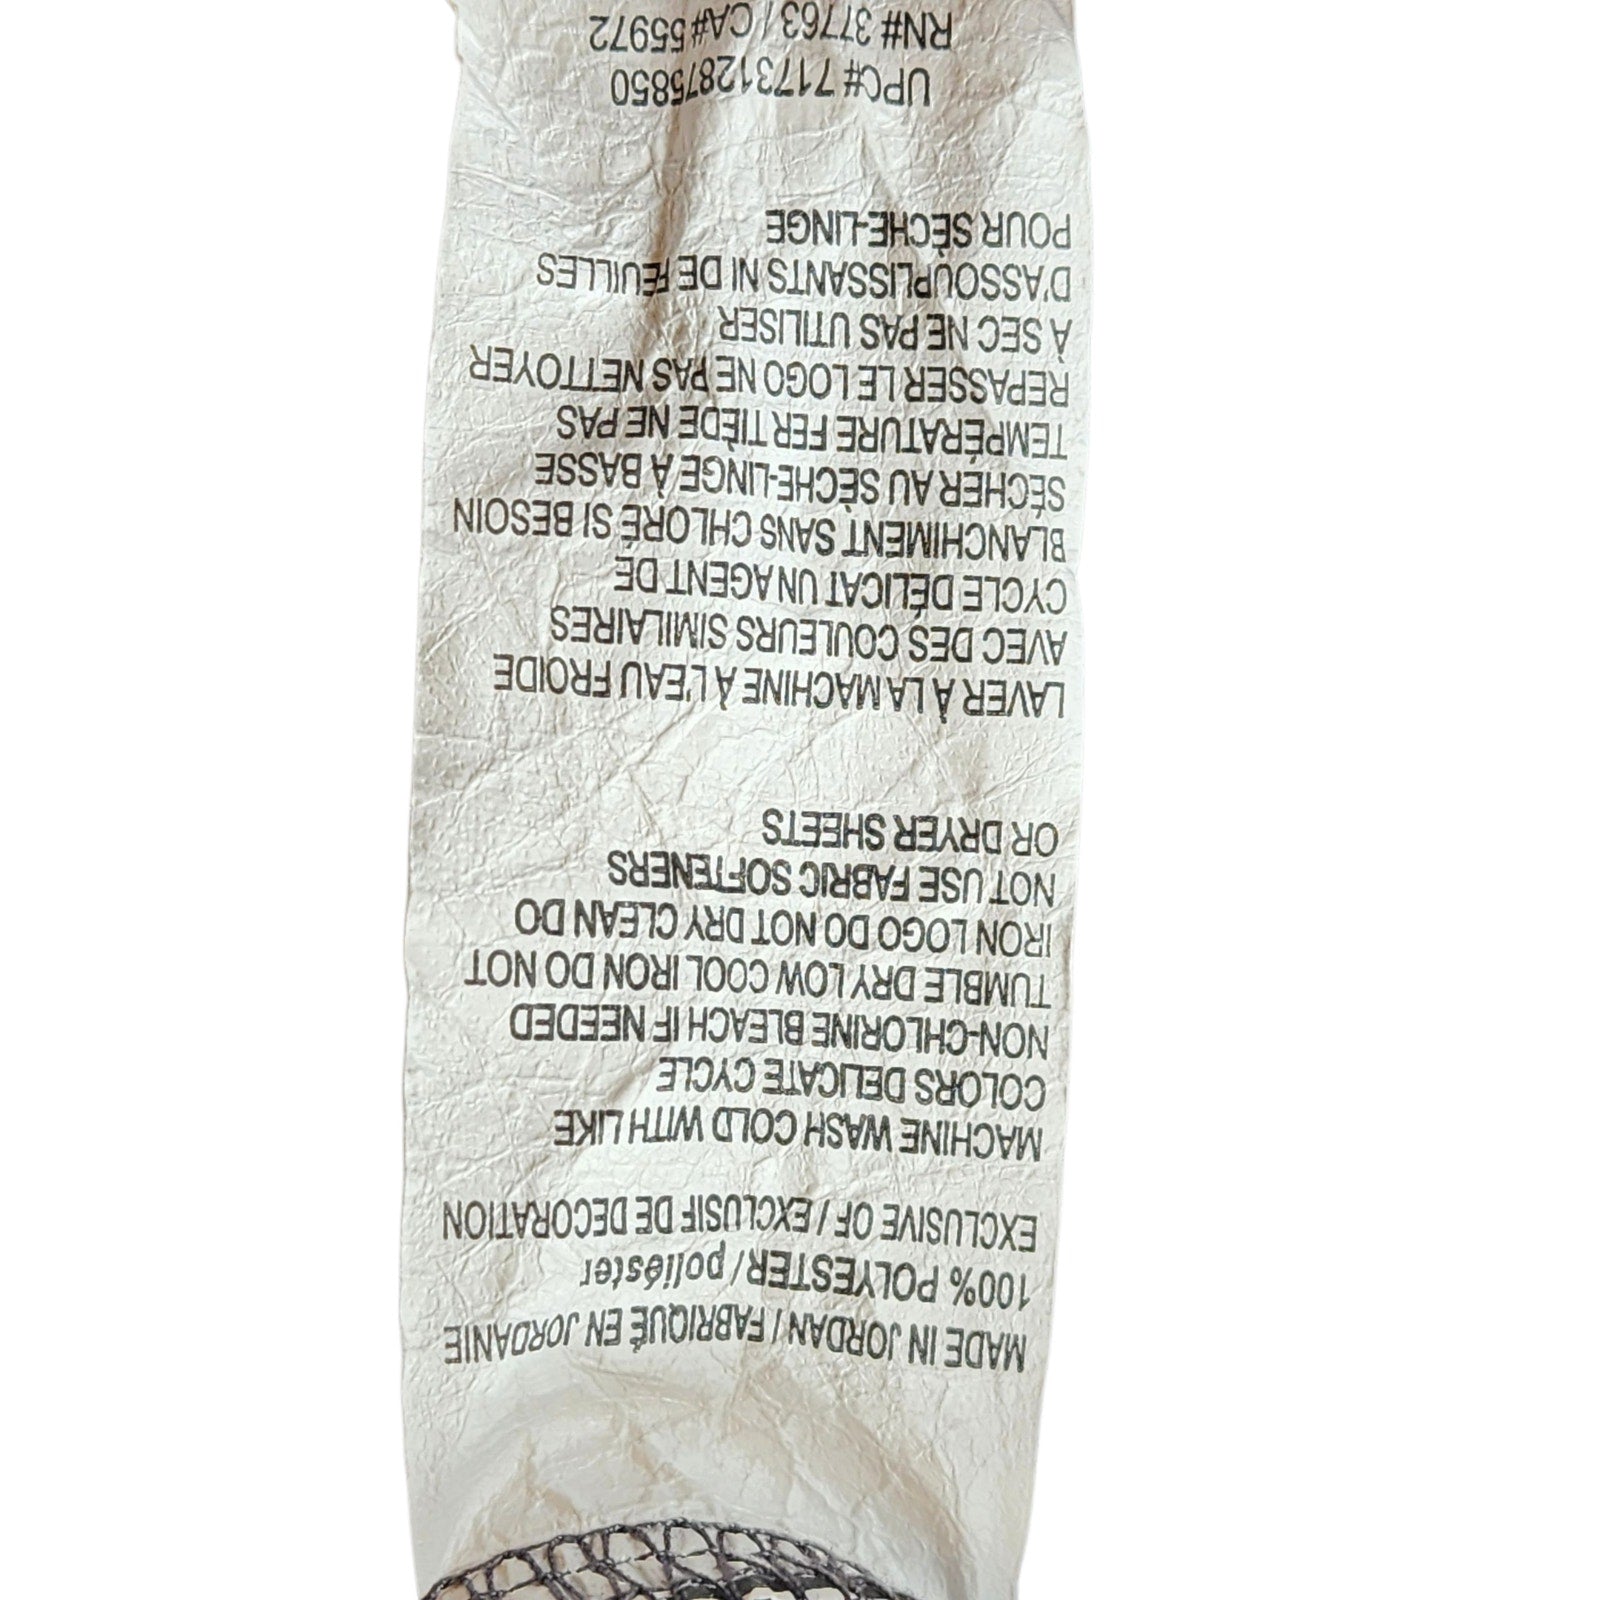 MADE IN JORDAN / FABRIQUÉ EN JORDANIE
100% POLYESTER / poliéster
EXCLUSIVE OF / EXCLUSIF DE DECORATION
MACHINE WASH COLD WITH LIKE
COLORS DELICATE CYCLE
NON-CHLORINE BLEACH IF NEEDED
TUMBLE DRY LOW COOL IRON DO NOT
IRON LOGO DO NOT DRY CLEAN DO
NOT USE FABRIC SOFTENERS
OR DRYER SHEETS
LAVER À LA MACHINE À L'EAU FROIDE
AVEC DES COULEURS SIMILAIRES
CYCLE DÉLICAT UN AGENT DE
BLANCHIMENT SANS CHLORÉ SI BESOIN
SÉCHER AU SÈCHE-LINGE À BASSE
TEMPÉRATURE FER TIÈDE NE PAS
REPASSER LE LOGO NE PAS NETTOYER
À SEC NE PAS UTILISER
D'ASSOUPLISSANTS NI DE FEUILLES
POUR SÈCHE-LINGE
UPC# 717312875850
RN# 37763 / CA# 55972